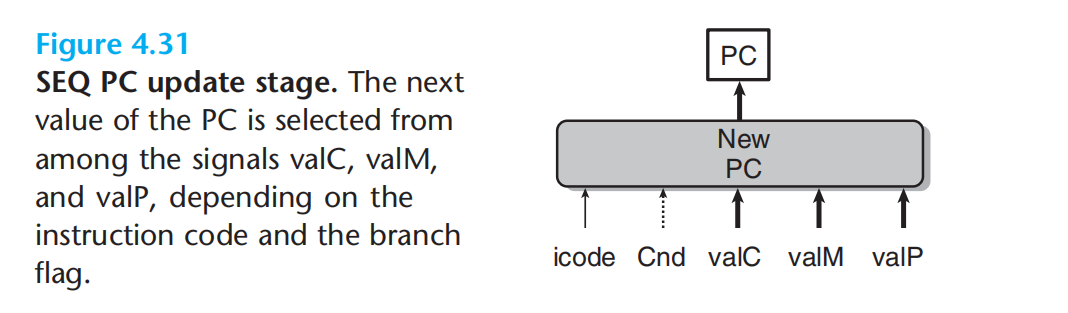 Figure 4.31
SEQ PC update stage. The next
value of the PC is selected from
among the signals valC, valM,
and valP, depending on the
instruction code and the branch
flag.
PC
New
PC
icode Cnd valC valM valP